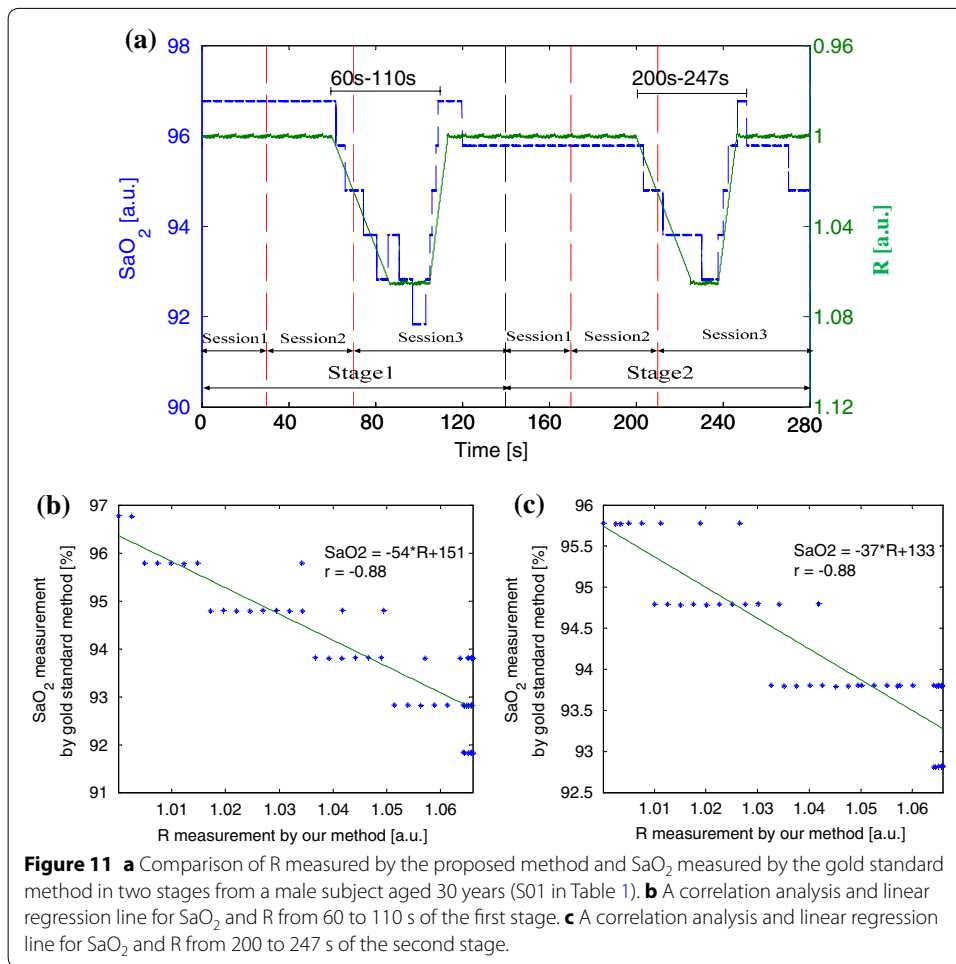 (a)
98
96
94
92
90
SaO2 [a.u.]
0.96
1
1.04
1.08
1.12
R [a.u.]
60s-110s
200s-247s
Session1
Session2
Session3
Session1
Session2
Session3
Stage1
Stage2
0 40 80 120 160 210 240 280
Time [s]
(b)
97
96
95
94
93
92
91
SaO2 measurement
by gold standard method [%]
SaO2 = -54*R+151
r = -0.88
1.01 1.02 1.03 1.04 1.05 1.06
R measurement by our method [a.u.]
(c)
96
95.5
95
94.5
94
93.5
93
92.5
SaO2 measurement
by gold standard method [%]
SaO2 = -37*R+133
r = -0.88
1.01 1.02 1.03 1.04 1.05 1.06
R measurement by our method [a.u.]
Figure 11 a Comparison of R measured by the proposed method and SaO2 measured by the gold standard
method in two stages from a male subject aged 30 years (S01 in Table 1). b A correlation analysis and linear
regression line for SaO2 and R from 60 to 110 s of the first stage. c A correlation analysis and linear regression
line for SaO2 and R from 200 to 247 s of the second stage.